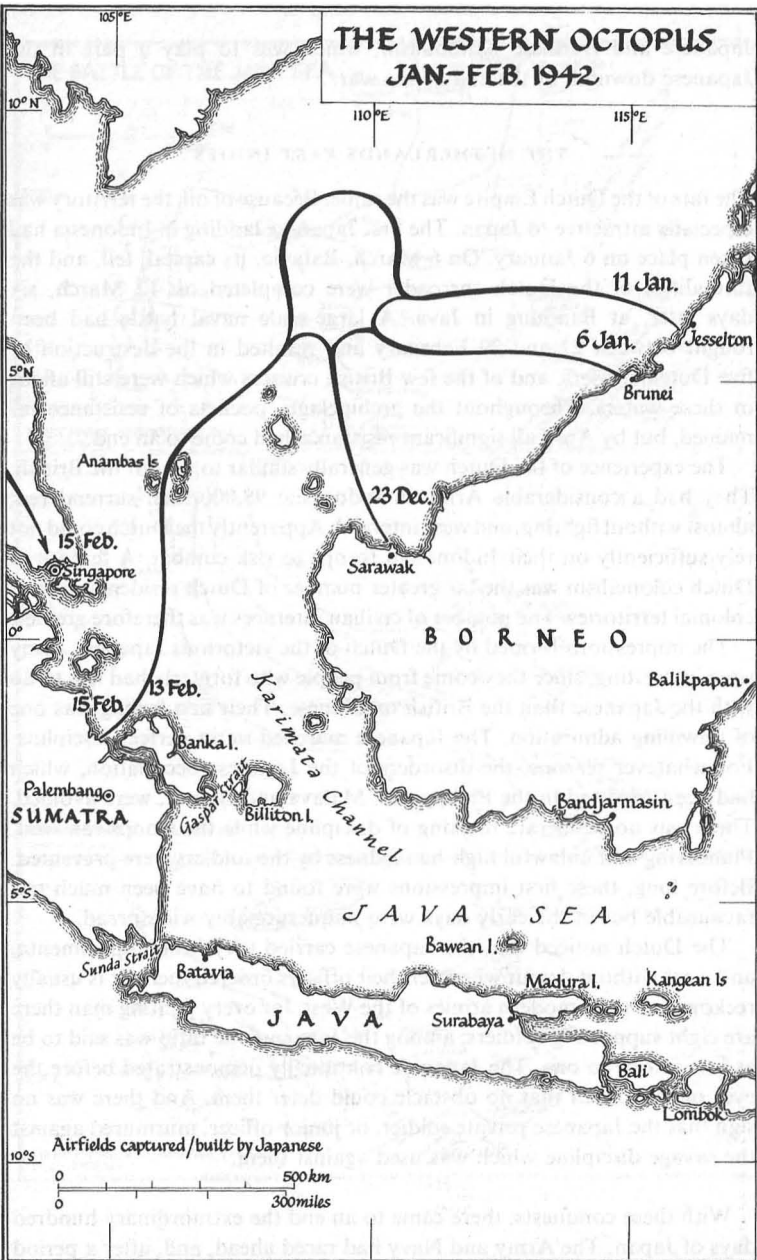 105°E
THE WESTERN OCTOPUS
JAN.-FEB. 1942
10°N
110°E
115°E
11 Jan.
6 Jan.
Jesselton
5°N
Brunei
Anambas Is
23 Dec.
15 Feb
Singapore
Sarawak
0°
BORNEO
13 Feb.
15 Feb
Karimata Channel
Balikpapan
Banka I.
Palembang
Gaspar Strait
Billiton I.
SUMATRA
Bandjarmasin
5°S
JAVA SEA
Bawean I.
Sunda Strait
Batavia
Madura I.
Kangean Is
JAVA
Surabaya
Bali
Lombok
Airfields captured/built by Japanese
10°S
0 500 km
0 300 miles